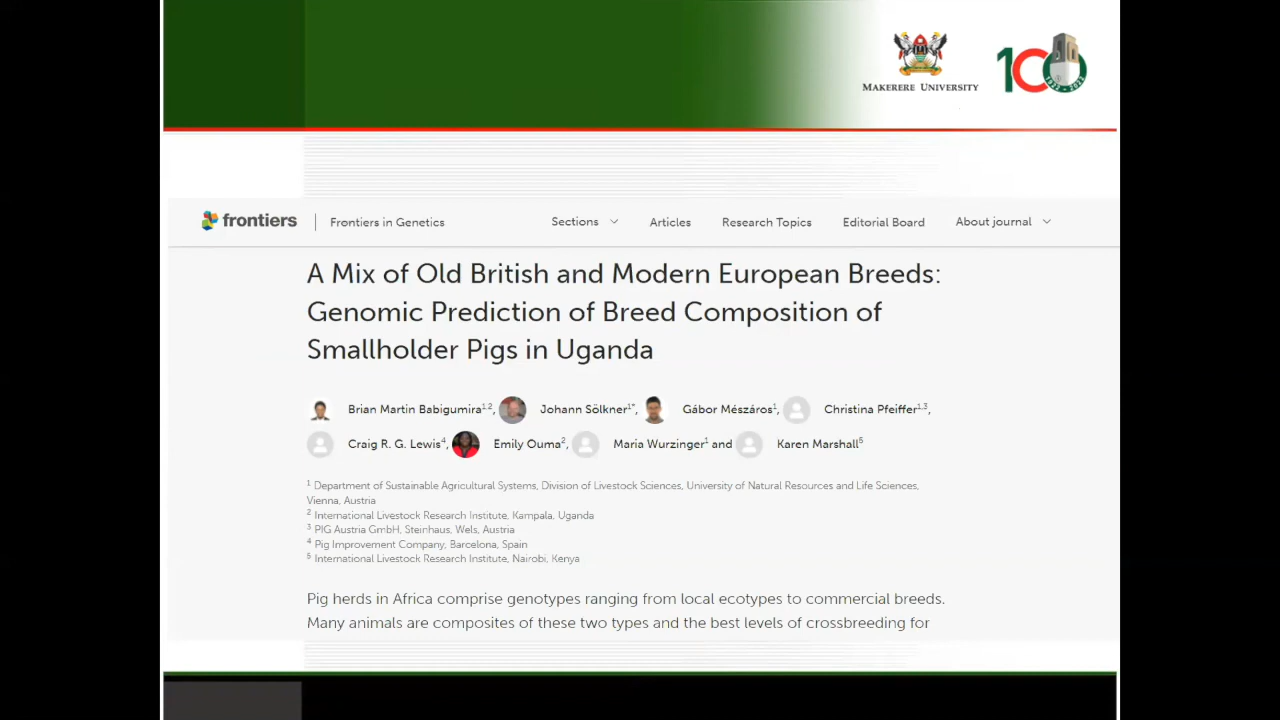 MAKERERE UNIVERSITY
100
1922 - 2022
frontiers
Frontiers in Genetics
Sections
Articles
Research Topics
Editorial Board
About journal
A Mix of Old British and Modern European Breeds:
Genomic Prediction of Breed Composition of
Smallholder Pigs in Uganda
Brian Martin Babigumira1,2, Johann Sölkner1*, Gábor Mészáros1, Christina Pfeiffer1,3,
Craig R. G. Lewis4, Emily Ouma2, Maria Wurzinger1 and Karen Marshall5
1 Department of Sustainable Agricultural Systems, Division of Livestock Sciences, University of Natural Resources and Life Sciences,
Vienna, Austria
2 International Livestock Research Institute, Kampala, Uganda
3 PIG Austria GmbH, Steinhaus, Wels, Austria
4 Pig Improvement Company, Barcelona, Spain
5 International Livestock Research Institute, Nairobi, Kenya
Pig herds in Africa comprise genotypes ranging from local ecotypes to commercial breeds.
Many animals are composites of these two types and the best levels of crossbreeding for